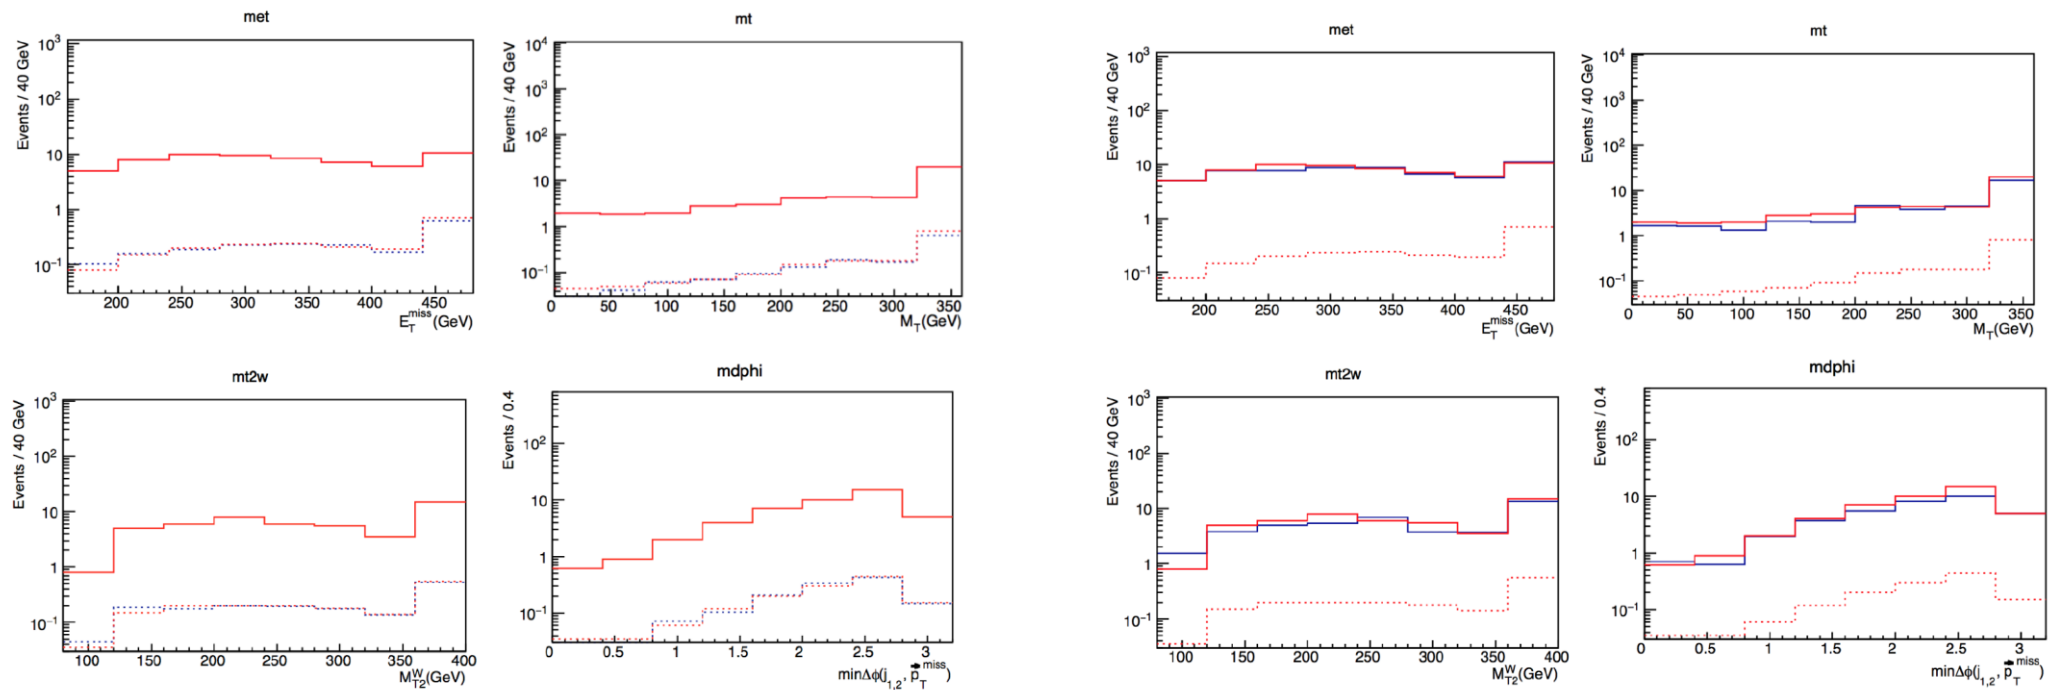 met
Events / 40 GeV
10³
10²
10
1
10⁻¹
200 250 300 350 400 450
E_T^miss(GeV)
mt
Events / 40 GeV
10⁴
10³
10²
10
1
10⁻¹
0 50 100 150 200 250 300 350
M_T(GeV)
met
Events / 40 GeV
10³
10²
10
1
10⁻¹
200 250 300 350 400 450
E_T^miss(GeV)
mt
Events / 40 GeV
10⁴
10³
10²
10
1
10⁻¹
0 50 100 150 200 250 300 350
M_T(GeV)
mt2w
Events / 40 GeV
10³
10²
10
1
10⁻¹
100 150 200 250 300 350 400
M_T2^W(GeV)
mdphi
Events / 0.4
10²
10
1
10⁻¹
0 0.5 1 1.5 2 2.5 3
minΔϕ(j_1,2, p⃗_T^miss)
mt2w
Events / 40 GeV
10³
10²
10
1
10⁻¹
100 150 200 250 300 350 400
M_T2^W(GeV)
mdphi
Events / 0.4
10²
10
1
10⁻¹
0 0.5 1 1.5 2 2.5 3
minΔϕ(j_1,2, p⃗_T^miss)